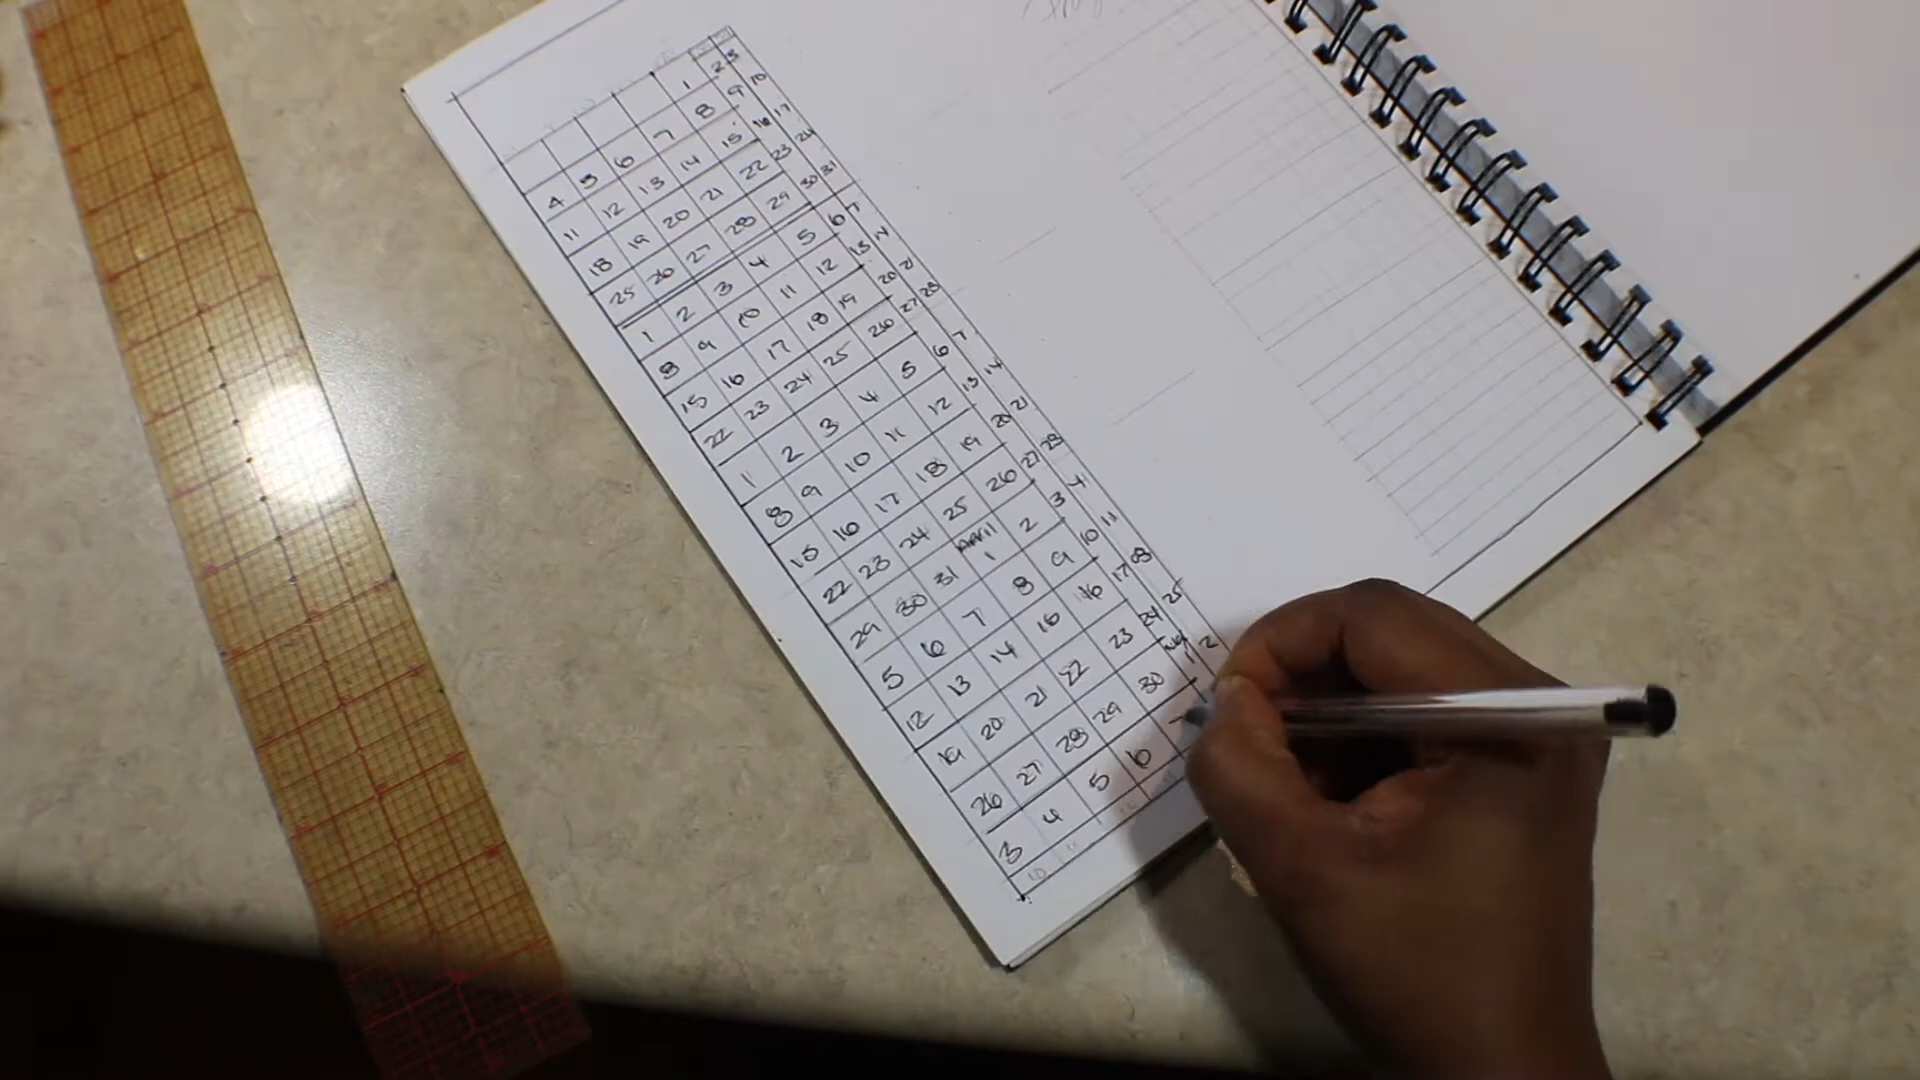 1 2 3
4 5 6 7 8 9 10
11 12 13 14 15 16 17
18 19 20 21 22 23 24
25 26 27 28 29 30 31
1 2 3 4 5 6 7
8 9 10 11 12 13 14
15 16 17 18 19 20 21
22 23 24 25 26 27 28
1 2 3 4 5 6 7
8 9 10 11 12 13 14
15 16 17 18 19 20 21
22 23 24 25 26 27 28
29 30 31 April 1 2 3 4
5 6 7 8 9 10 11
12 13 14 16 17
19 20 21 22 23 24 25
26 27 28 29 30 May 1 2
3 4 5 6